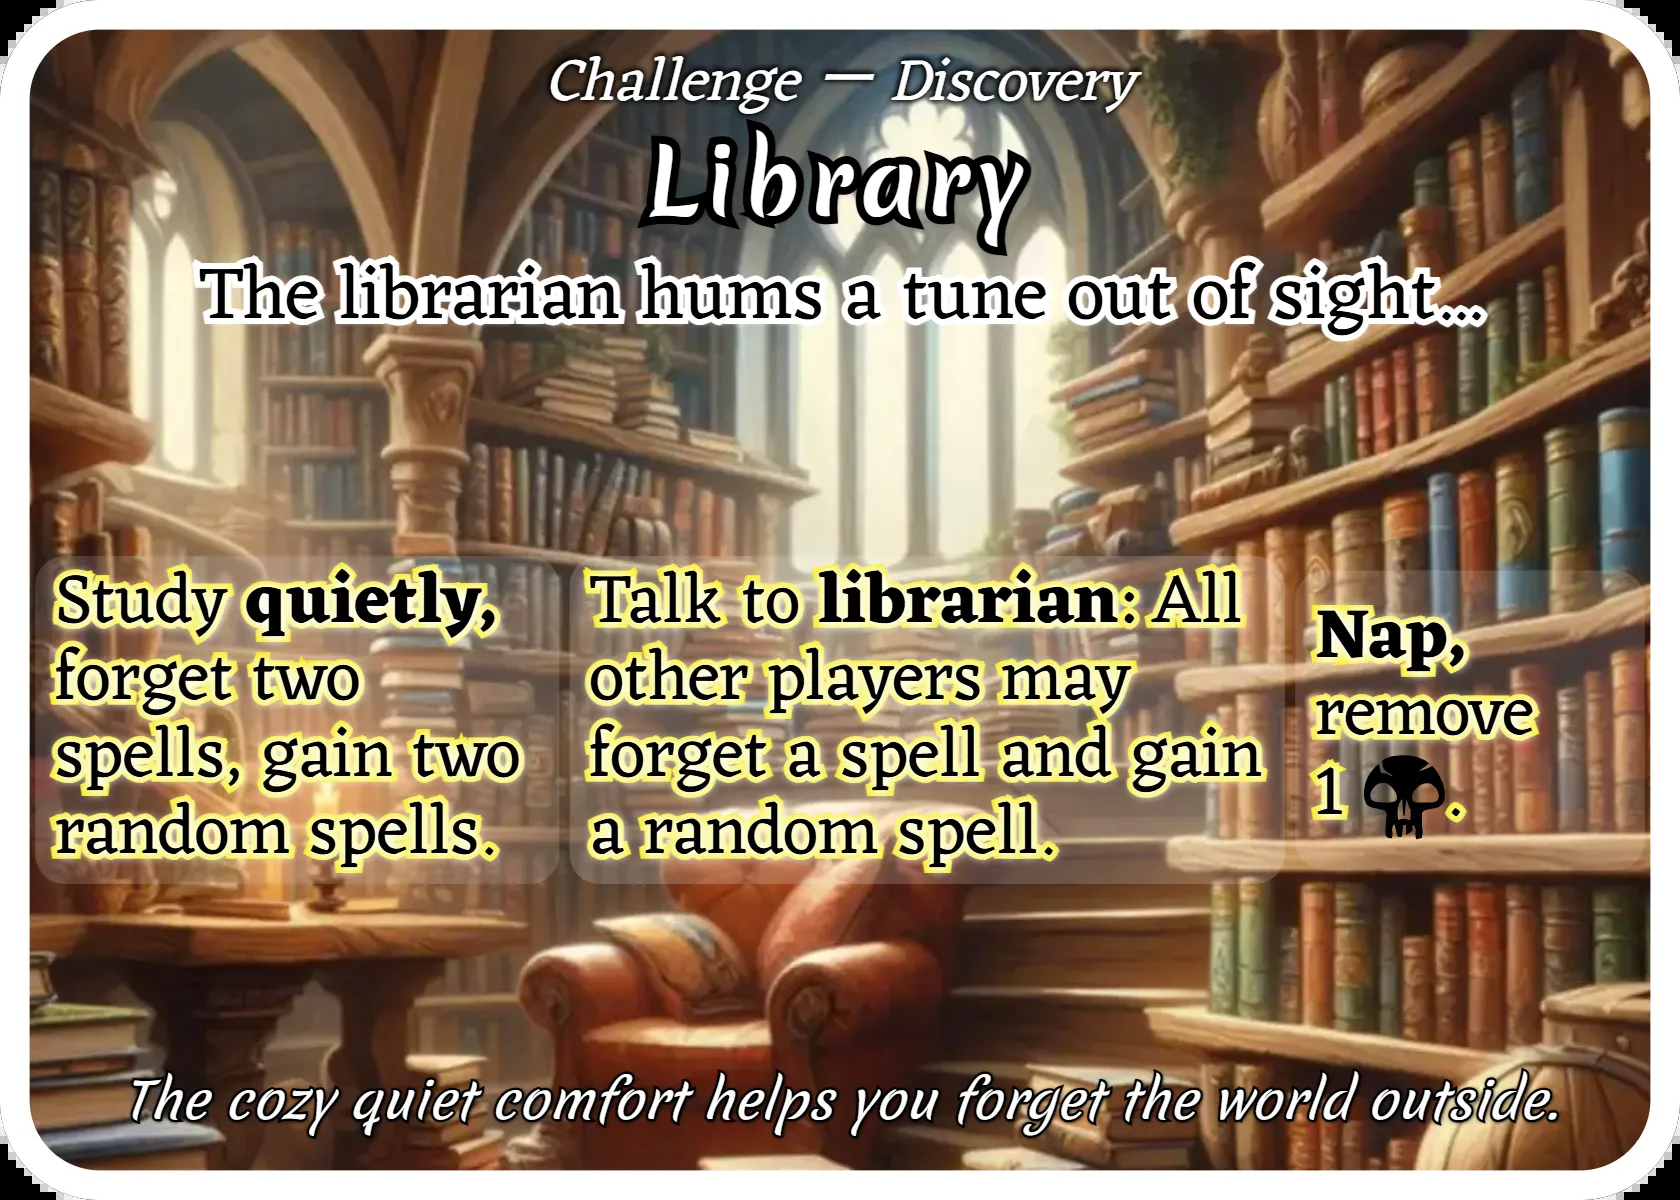 Challenge — Discovery
Library
The librarian hums a tune out of sight...
Study quietly,
forget two
spells, gain two
random spells.
Talk to librarian: All
other players may
forget a spell and gain
a random spell.
Nap,
remove
1 .
The cozy quiet comfort helps you forget the world outside.